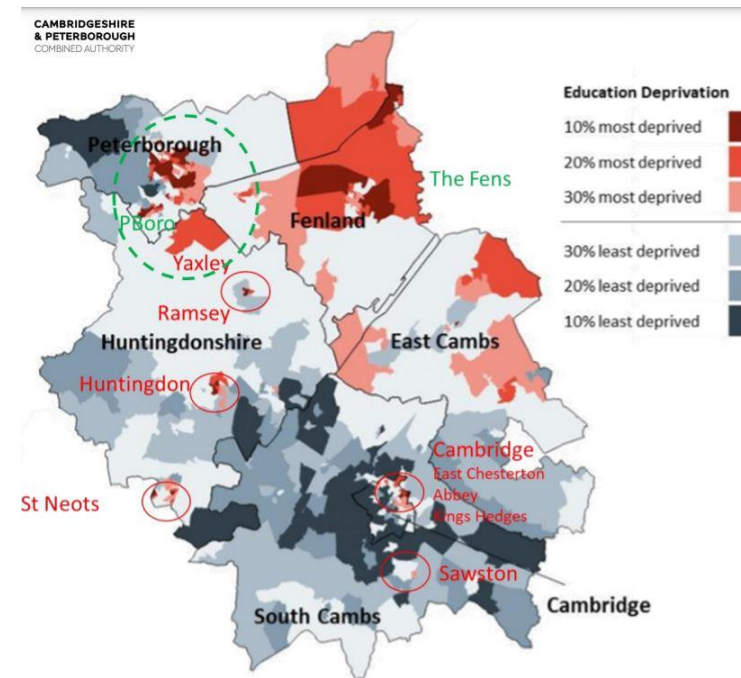 CAMBRIDGESHIRE
& PETERBOROUGH
COMBINED AUTHORITY
Education Deprivation
10% most deprived
20% most deprived
30% most deprived
30% least deprived
20% least deprived
10% least deprived
Peterborough
The Fens
PBoro
Fenland
Yaxley
Ramsey
Huntingdonshire
East Cambs
Huntingdon
Cambridge
East Chesterton
Abbey
Kings Hedges
St Neots
Sawston
South Cambs
Cambridge